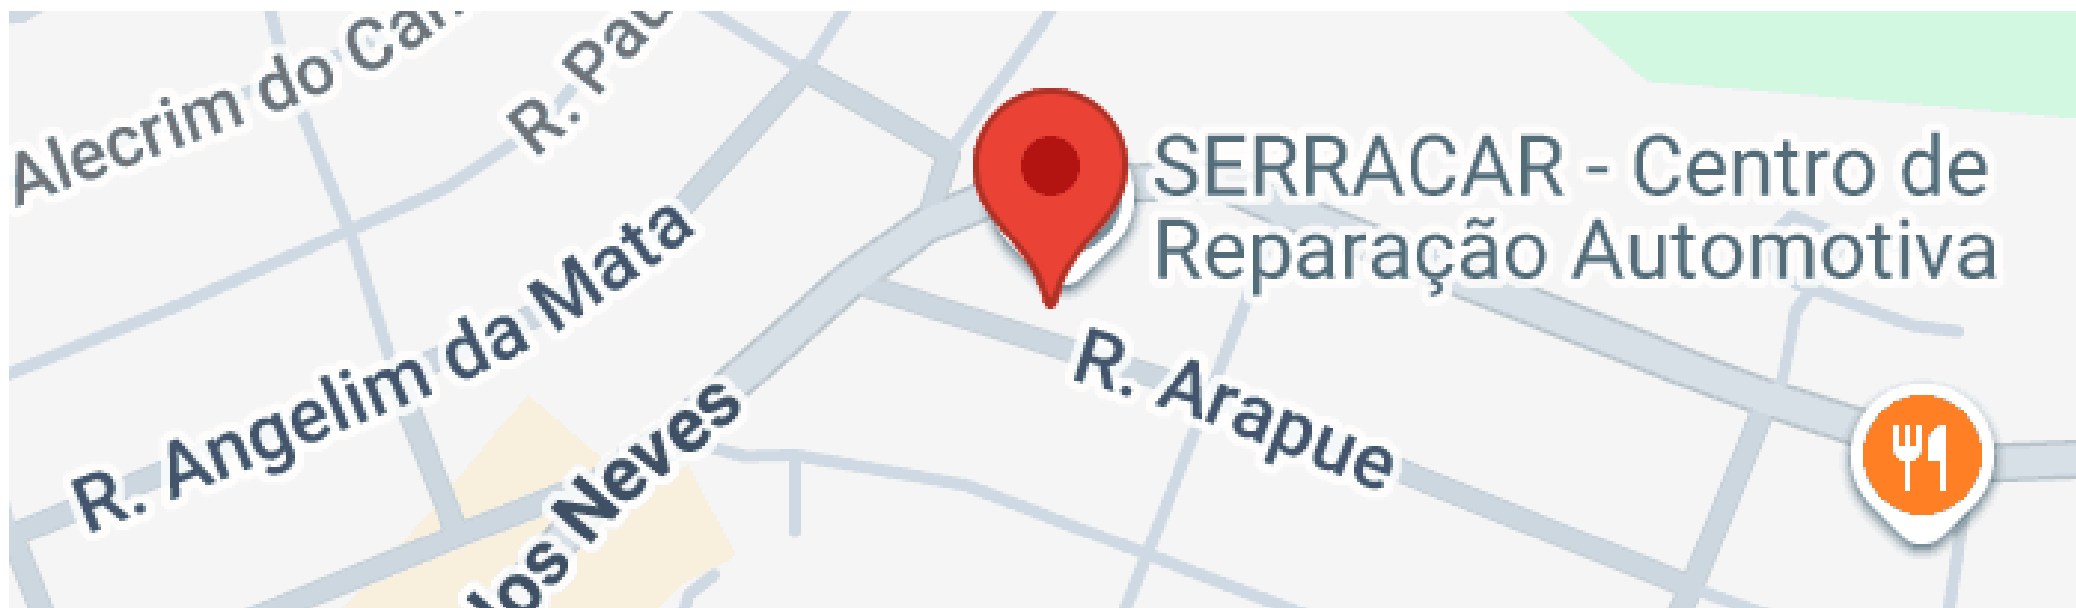 Alecrim do
R.
SERRACAR - Centro de
Reparação Automotiva
R. Angelim da Mata
Neves
R. Arapue